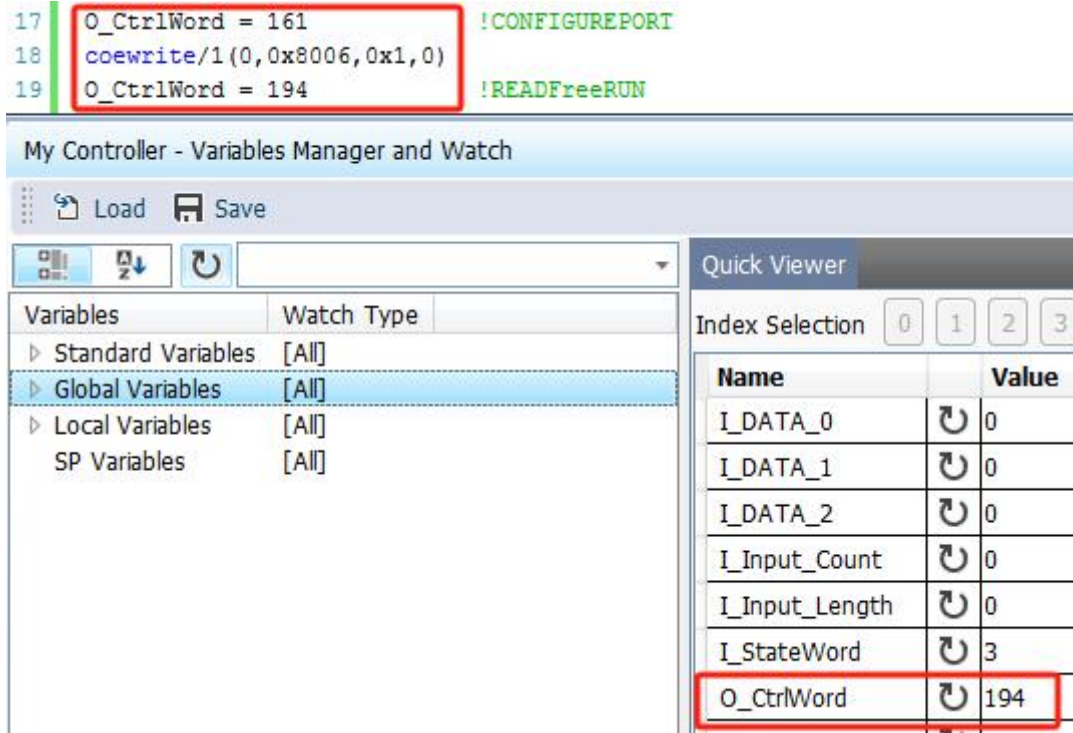 17 O_CtrlWord = 161 !CONFIGUREPORT
18 coewrite/1(0,0x8006,0x1,0)
19 O_CtrlWord = 194 !READFreeRUN
My Controller - Variables Manager and Watch
Load Save
Variables Watch Type
Standard Variables [All]
Global Variables [All]
Local Variables [All]
SP Variables [All]
Quick Viewer
Index Selection 0 1 2 3
Name Value
I_DATA_0 0
I_DATA_1 0
I_DATA_2 0
I_Input_Count 0
I_Input_Length 0
I_StateWord 3
O_CtrlWord 194